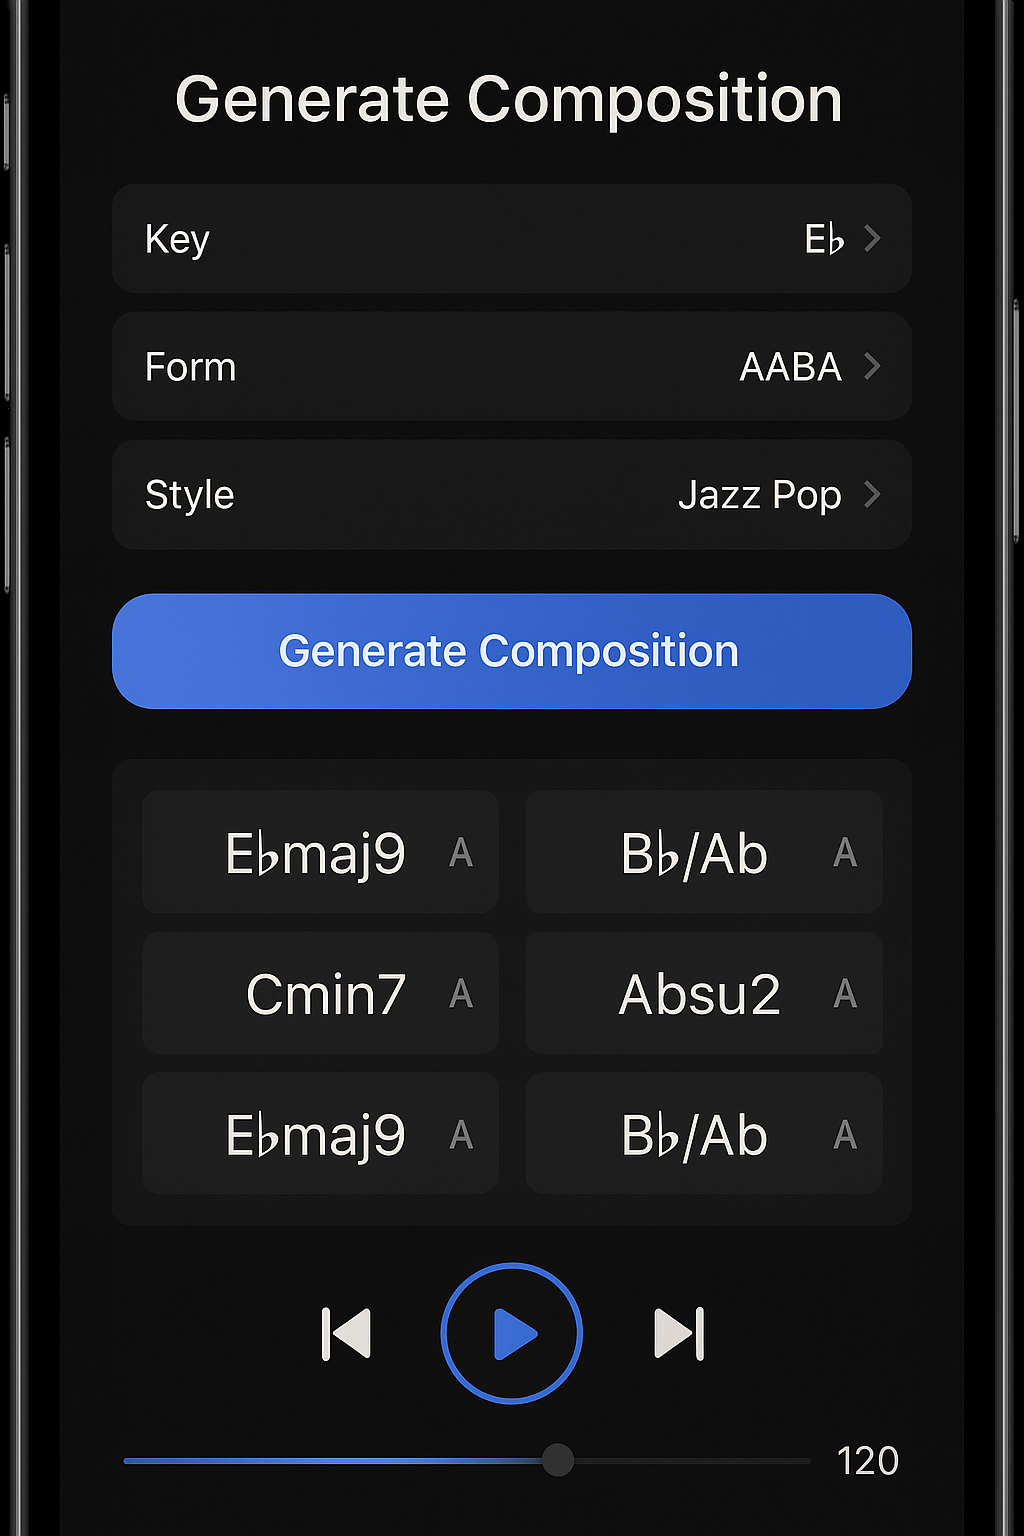 Generate Composition
Key E♭
Form AABA
Style Jazz Pop
Generate Composition
E♭maj9 A B♭/Ab A
Cmin7 A Absu2 A
E♭maj9 A B♭/Ab A
120